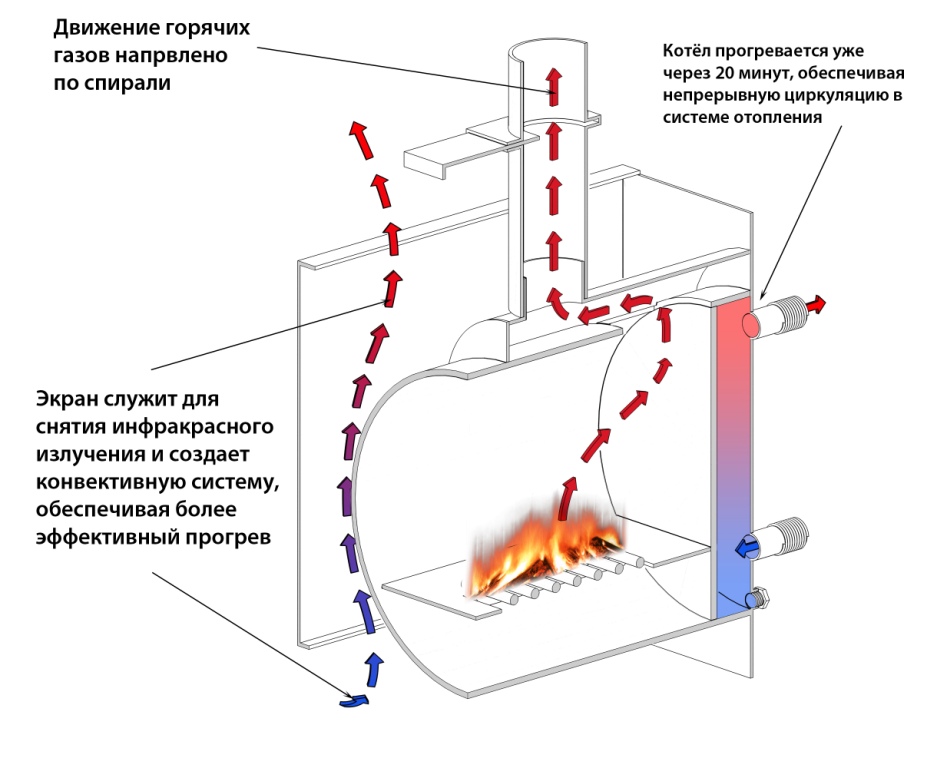 Движение горячих
газов напрвлено
по спирали
Котёл прогревается уже
через 20 минут, обеспечивая
непрерывную циркуляцию в
системе отопления
Экран служит для
снятия инфракрасного
излучения и создает
конвективную систему,
обеспечивая более
эффективный прогрев